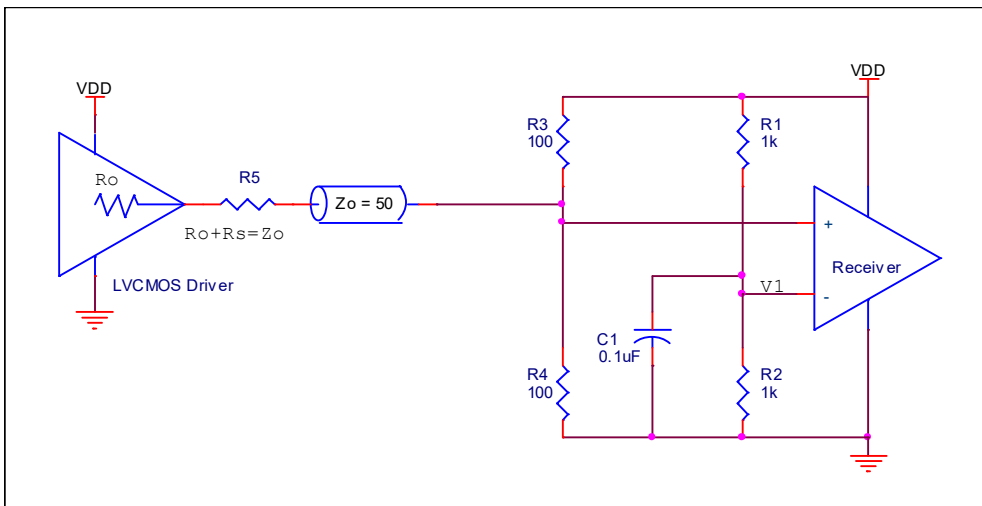 VDD
Ro
R5
Zo = 50
Ro+Rs=Zo
LVCMOS Driver
VDD
R3
100
R1
1k
+
Receiver
V1
-
C1
0.1uF
R4
100
R2
1k